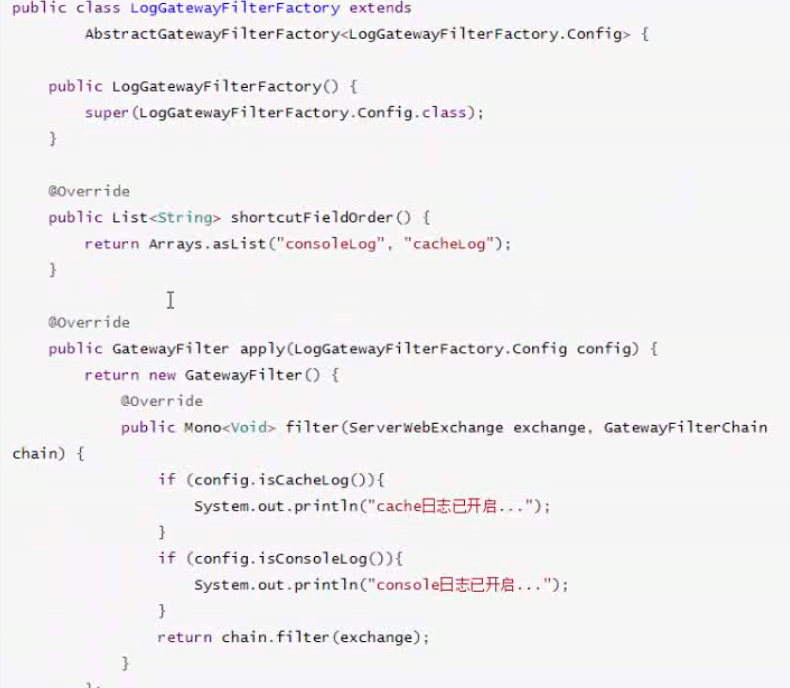 public class LogGatewayFilterFactory extends
        AbstractGatewayFilterFactory<LogGatewayFilterFactory.Config> {
    public LogGatewayFilterFactory() {
        super(LogGatewayFilterFactory.Config.class);
    }
    @Override
    public List<String> shortcutFieldOrder() {
        return Arrays.asList("consoleLog", "cacheLog");
    }
    @Override
    public GatewayFilter apply(LogGatewayFilterFactory.Config config) {
        return new GatewayFilter() {
            @Override
            public Mono<Void> filter(ServerWebExchange exchange, GatewayFilterChain
chain) {
                if (config.isCacheLog()){
                    System.out.println("cache日志已开启...");
                }
                if (config.isConsoleLog()){
                    System.out.println("console日志已开启...");
                }
                return chain.filter(exchange);
            }
        };